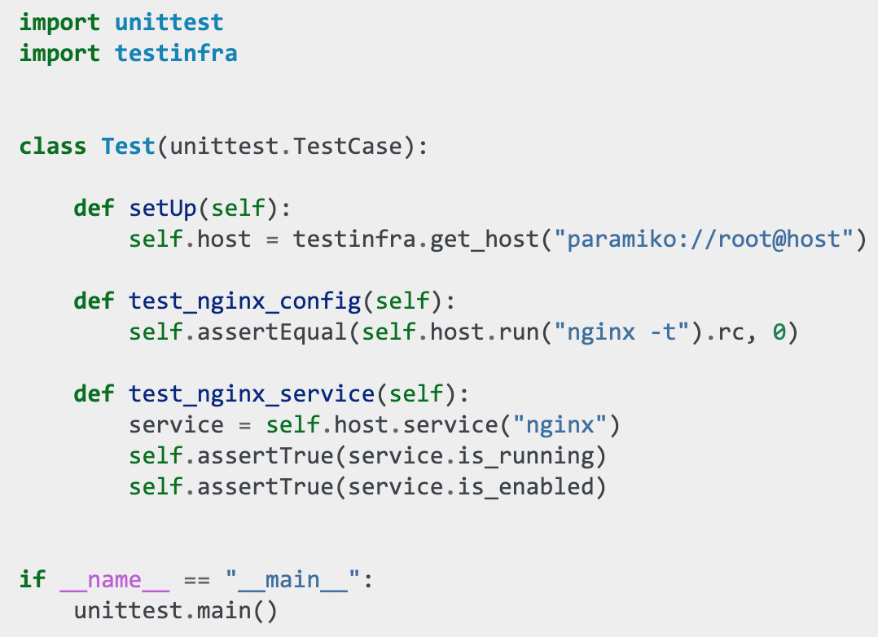 import unittest
import testinfra
class Test(unittest.TestCase):
def setUp(self):
self.host = testinfra.get_host("paramiko://root@host")
def test_nginx_config(self):
self.assertEqual(self.host.run("nginx -t").rc, 0)
def test_nginx_service(self):
service = self.host.service("nginx")
self.assertTrue(service.is_running)
self.assertTrue(service.is_enabled)
if __name__ == "__main__":
unittest.main()